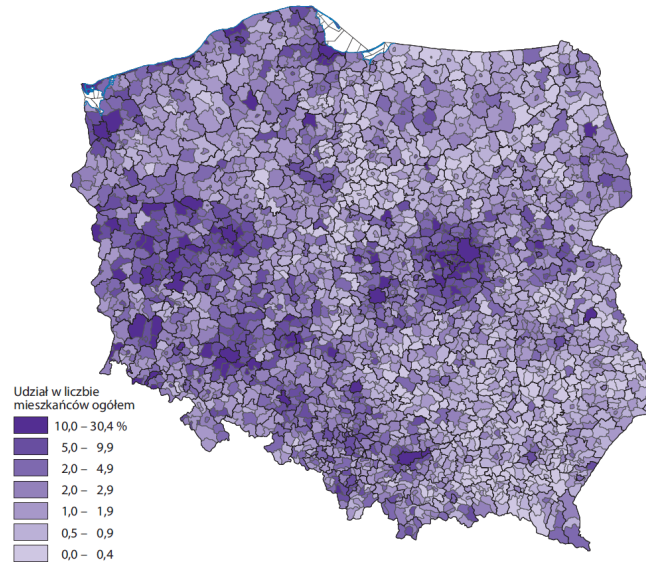 Udział w liczbie
mieszkańców ogółem
10,0 – 30,4 %
5,0 – 9,9
2,0 – 4,9
2,0 – 2,9
1,0 – 1,9
0,5 – 0,9
0,0 – 0,4